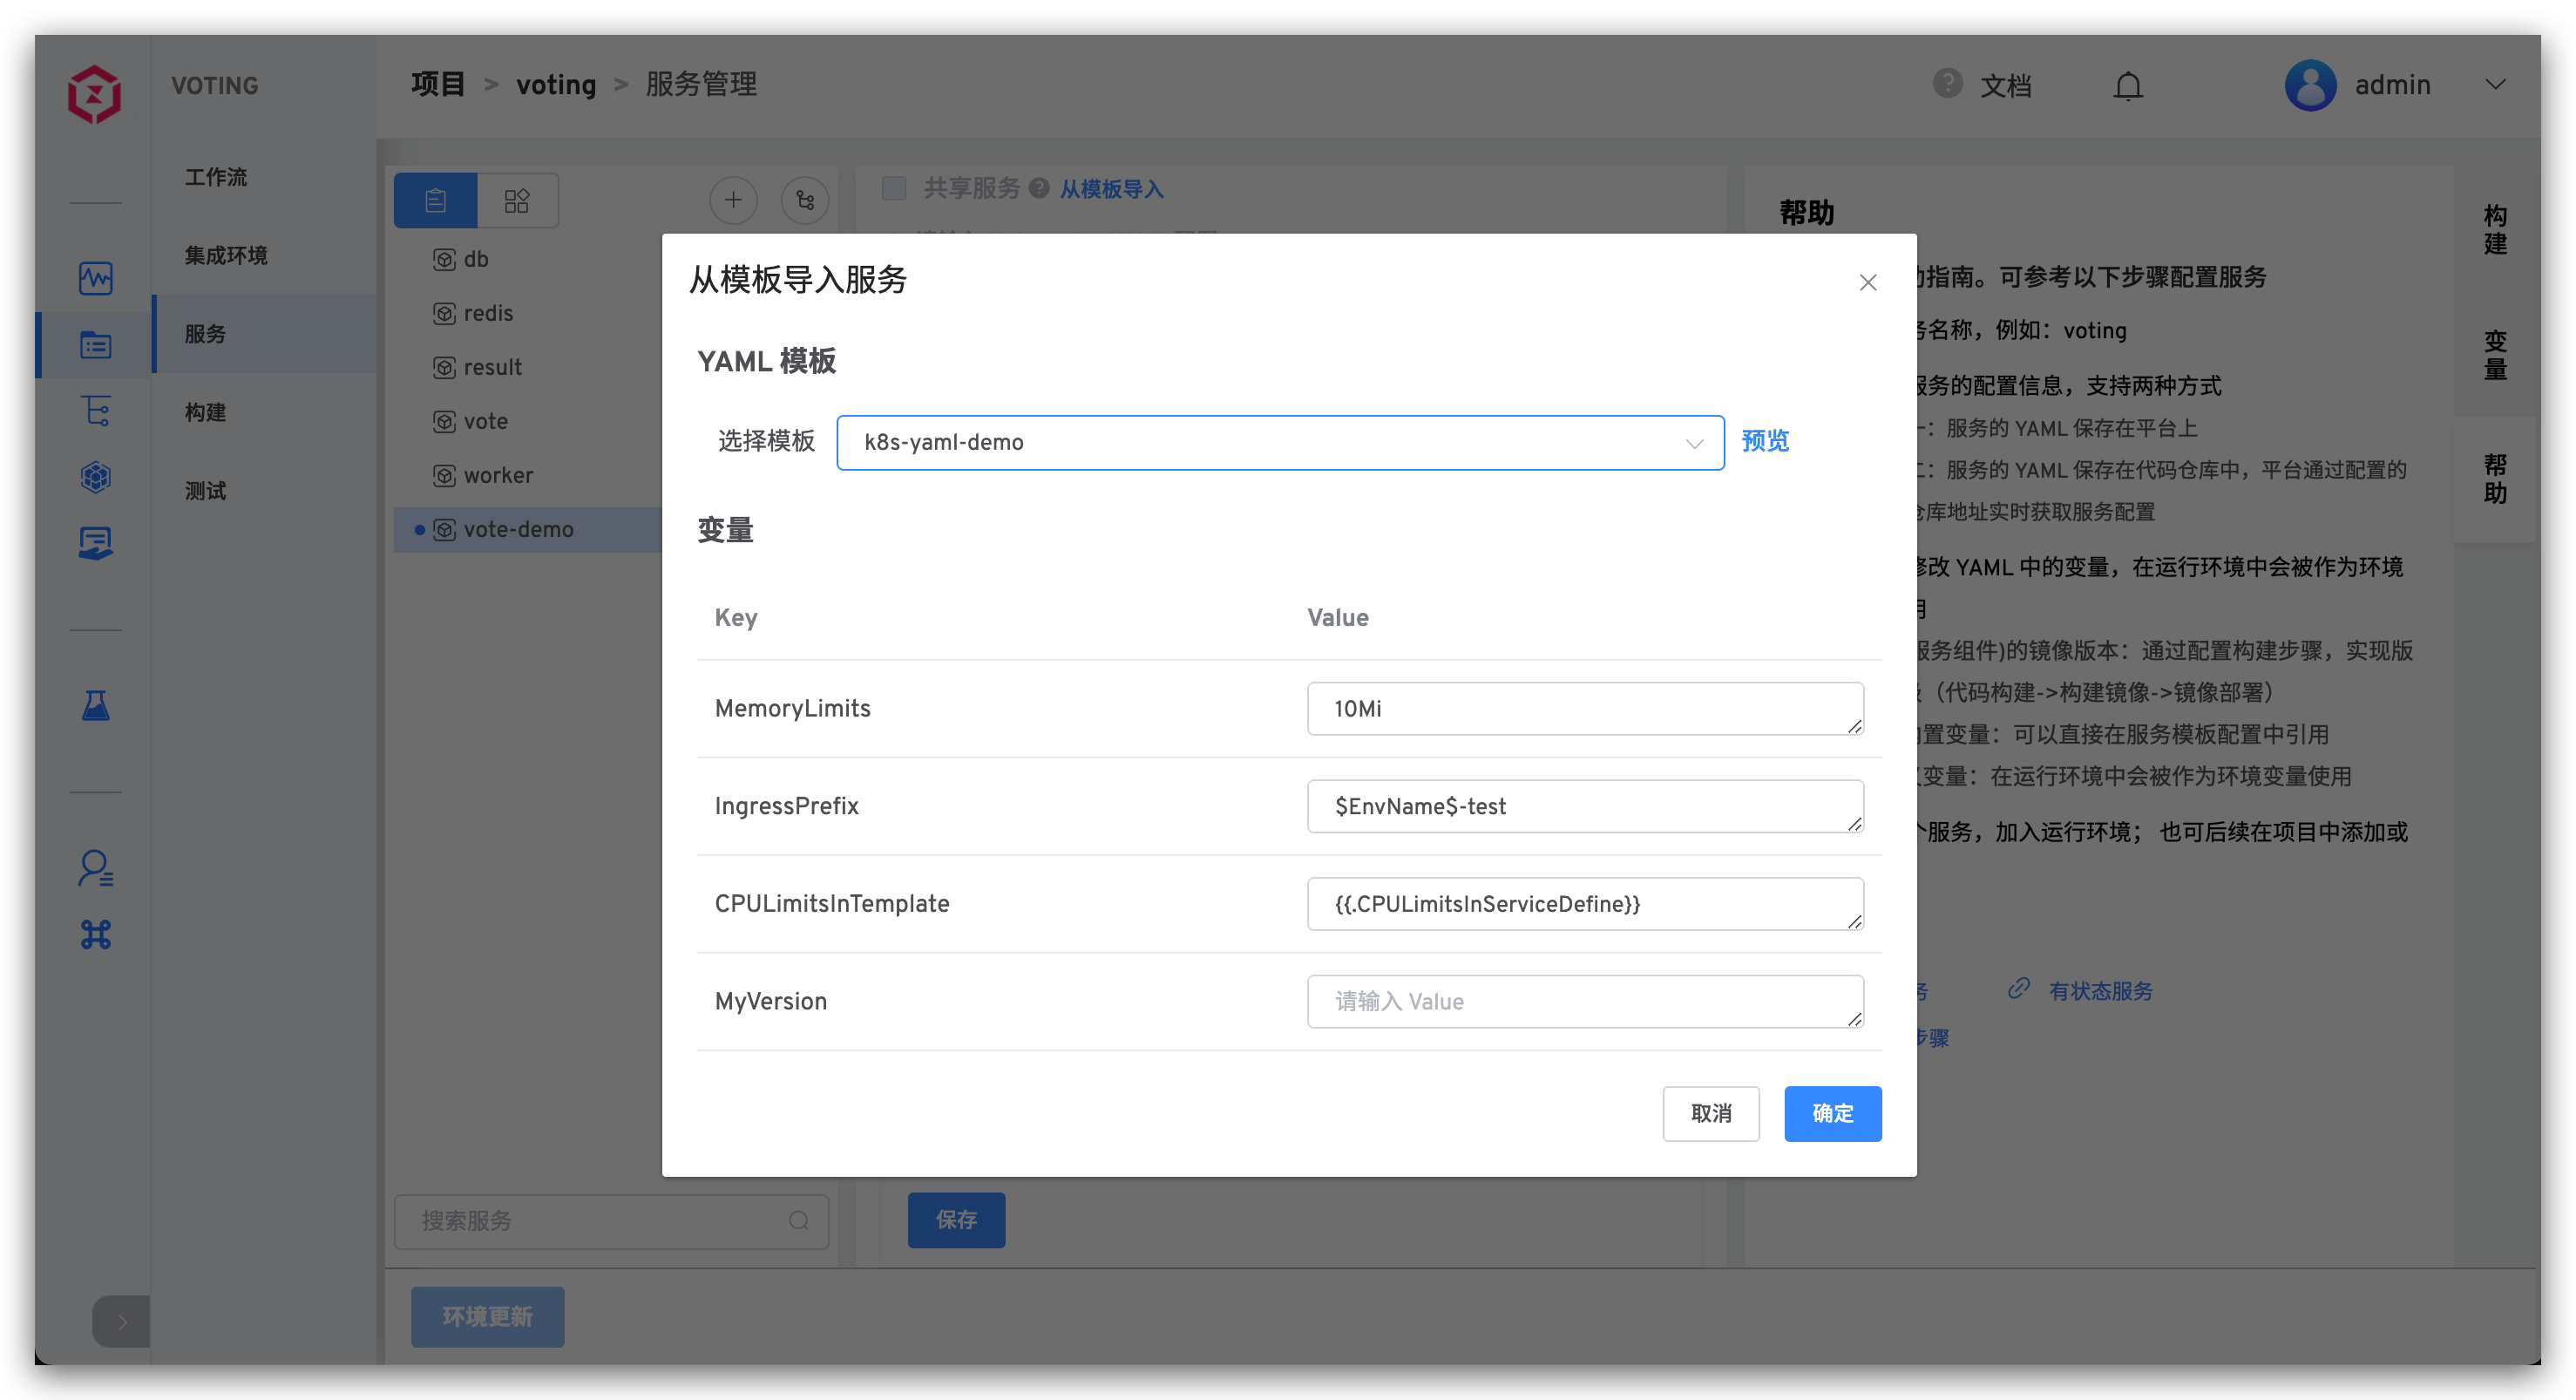 VOTING
项目 > voting > 服务管理
文档
admin
工作流
集成环境
服务
构建
测试
db
redis
result
vote
worker
vote-demo
搜索服务
环境更新
共享服务
从模板导入
保存
从模板导入服务
YAML 模板
选择模板
k8s-yaml-demo
预览
变量
Key Value
MemoryLimits 10Mi
IngressPrefix $EnvName$-test
CPULimitsInTemplate {{.CPULimitsInServiceDefine}}
MyVersion 请输入 Value
取消
确定
帮助
指南。可参考以下步骤配置服务
名称，例如：voting
服务的配置信息，支持两种方式
：服务的 YAML 保存在平台上
：服务的 YAML 保存在代码仓库中，平台通过配置的
仓库地址实时获取服务配置
修改 YAML 中的变量，在运行环境中会被作为环境
用
服务组件)的镜像版本：通过配置构建步骤，实现版
（代码构建->构建镜像->镜像部署）
置变量：可以直接在服务模板配置中引用
变量：在运行环境中会被作为环境变量使用
个服务，加入运行环境； 也可后续在项目中添加或
务
有状态服务
步骤
构建
变量
帮助